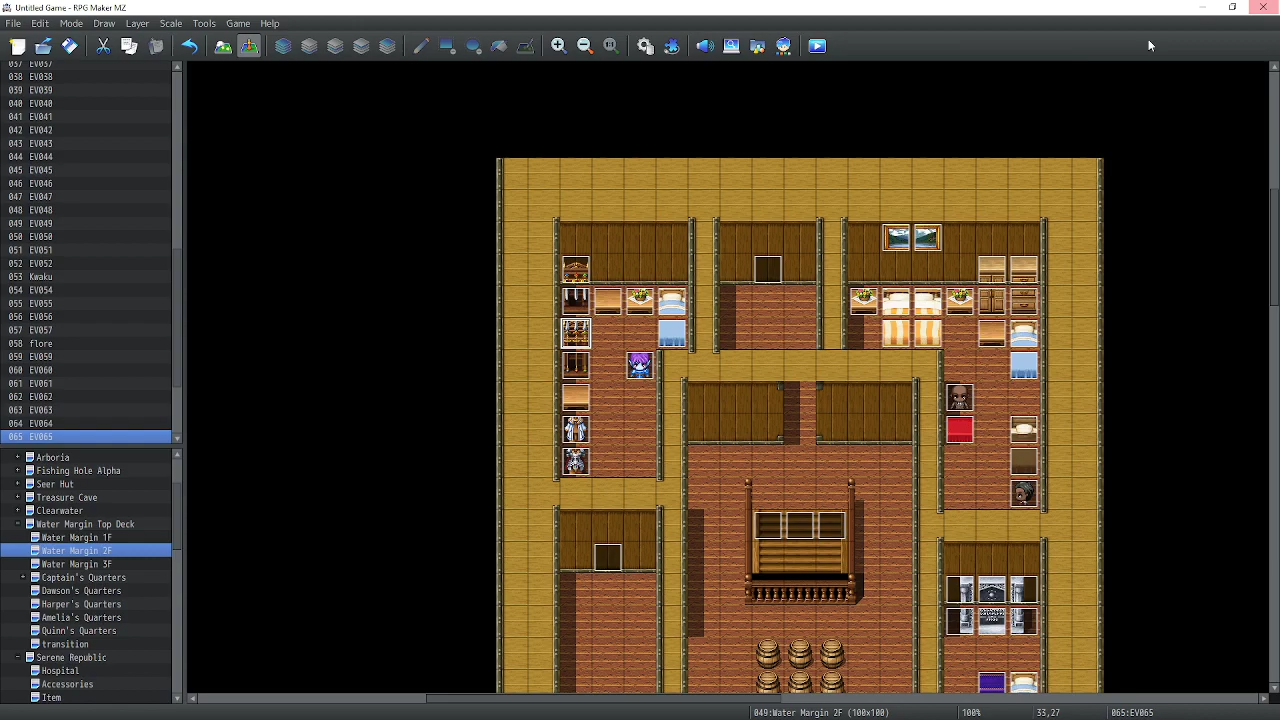 Untitled Game - RPG Maker MZ
File Edit Mode Draw Layer Scale Tools Game Help
037 EV037
038 EV038
039 EV039
040 EV040
041 EV041
042 EV042
043 EV043
044 EV044
045 EV045
046 EV046
047 EV047
048 EV048
049 EV049
050 EV050
051 EV051
052 EV052
053 Kwaku
054 EV054
055 EV055
056 EV056
057 EV057
058 flore
059 EV059
060 EV060
061 EV061
062 EV062
063 EV063
064 EV064
065 EV065
Arboria
Fishing Hole Alpha
Seer Hut
Treasure Cave
Clearwater
Water Margin Top Deck
Water Margin 1F
Water Margin 2F
Water Margin 3F
Captain's Quarters
Dawson's Quarters
Harper's Quarters
Amelia's Quarters
Quinn's Quarters
transition
Serene Republic
Hospital
Accessories
Item
049:Water Margin 2F (100x100) 100% 33,27 065:EV065